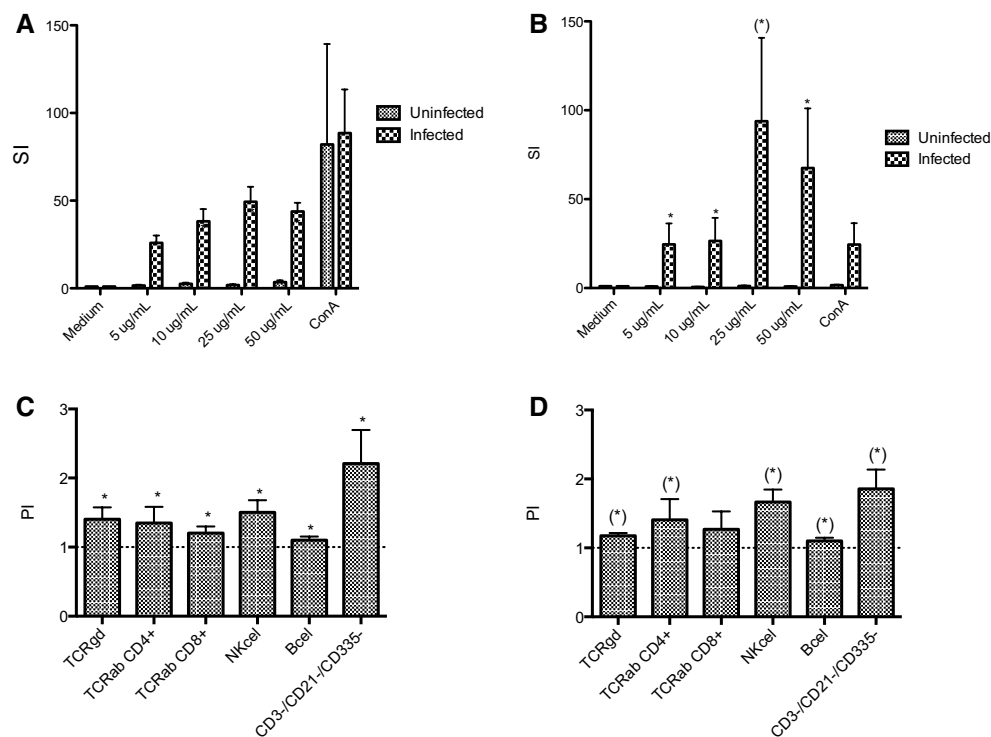 A
SI
150
100
50
0
Medium
5 ug/mL
10 ug/mL
25 ug/mL
50 ug/mL
ConA
Uninfected
Infected
B
SI
150
100
50
0
(*)
*
*
*
Medium
5 ug/mL
10 ug/mL
25 ug/mL
50 ug/mL
ConA
Uninfected
Infected
C
PI
3
2
1
0
*
*
*
*
*
*
TCRgd
TCRab CD4+
TCRab CD8+
NKcel
Bcel
CD3-/CD21-/CD335-
D
PI
3
2
1
0
(*)
(*)
(*)
(*)
(*)
TCRgd
TCRab CD4+
TCRab CD8+
NKcel
Bcel
CD3-/CD21-/CD335-